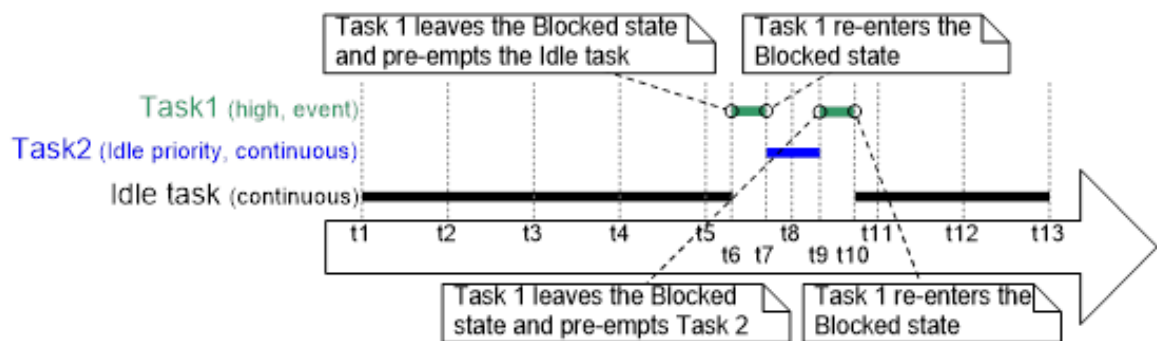 Task 1 leaves the Blocked state
and pre-empts the Idle task
Task 1 re-enters the
Blocked state
Task1 (high, event)
Task2 (Idle priority, continuous)
Idle task (continuous)
t1 t2 t3 t4 t5 t8 t11 t12 t13
t6 t7 t9 t10
Task 1 leaves the Blocked
state and pre-empts Task 2
Task 1 re-enters the
Blocked state